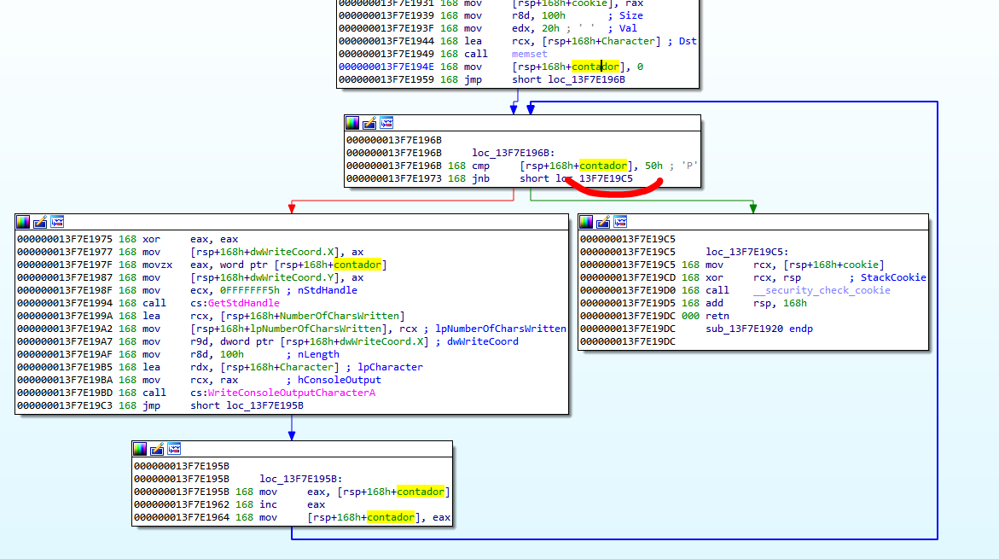 000000013F7E1931 168 mov     [rsp+168h+cookie], rax
000000013F7E1939 168 mov     r8d, 100h       ; Size
000000013F7E193F 168 mov     edx, 20h ; ' '  ; Val
000000013F7E1944 168 lea     rcx, [rsp+168h+Character] ; Dst
000000013F7E1949 168 call    memset
000000013F7E194E 168 mov     [rsp+168h+contador], 0
000000013F7E1959 168 jmp     short loc_13F7E196B
000000013F7E196B
000000013F7E196B     loc_13F7E196B:
000000013F7E196B 168 cmp     [rsp+168h+contador], 50h ; 'P'
000000013F7E1973 168 jnb     short loc_13F7E19C5
000000013F7E1975 168 xor     eax, eax
000000013F7E1977 168 mov     [rsp+168h+dwWriteCoord.X], ax
000000013F7E197F 168 movzx   eax, word ptr [rsp+168h+contador]
000000013F7E1987 168 mov     [rsp+168h+dwWriteCoord.Y], ax
000000013F7E198F 168 mov     ecx, 0FFFFFFF5h ; nStdHandle
000000013F7E1994 168 call    cs:GetStdHandle
000000013F7E199A 168 lea     rcx, [rsp+168h+NumberOfCharsWritten]
000000013F7E19A2 168 mov     [rsp+168h+lpNumberOfCharsWritten], rcx ; lpNumberOfCharsWritten
000000013F7E19A7 168 mov     r9d, dword ptr [rsp+168h+dwWriteCoord.X] ; dwWriteCoord
000000013F7E19AF 168 mov     r8d, 100h       ; nLength
000000013F7E19B5 168 lea     rdx, [rsp+168h+Character] ; lpCharacter
000000013F7E19BA 168 mov     rcx, rax        ; hConsoleOutput
000000013F7E19BD 168 call    cs:WriteConsoleOutputCharacterA
000000013F7E19C3 168 jmp     short loc_13F7E195B
000000013F7E19C5
000000013F7E19C5     loc_13F7E19C5:
000000013F7E19C5 168 mov     rcx, [rsp+168h+cookie]
000000013F7E19CD 168 xor     rcx, rsp        ; StackCookie
000000013F7E19D0 168 call    __security_check_cookie
000000013F7E19D5 168 add     rsp, 168h
000000013F7E19DC 000 retn
000000013F7E19DC     sub_13F7E1920 endp
000000013F7E19DC
000000013F7E195B
000000013F7E195B     loc_13F7E195B:
000000013F7E195B 168 mov     eax, [rsp+168h+contador]
000000013F7E1962 168 inc     eax
000000013F7E1964 168 mov     [rsp+168h+contador], eax